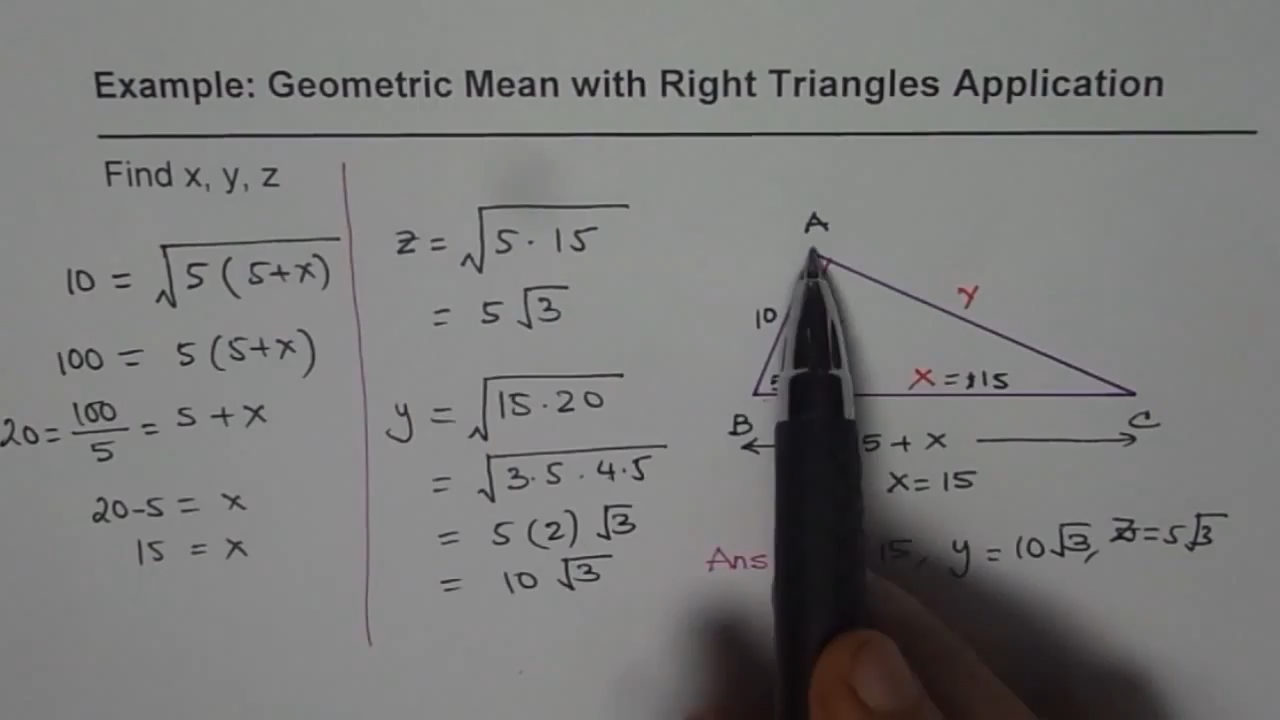 Example: Geometric Mean with Right Triangles Application
Find x, y, z
10 = √5(5+x)
100 = 5(5+x)
20 = 100/5 = 5 + x
20-5 = x
15 = x
z = √5·15
= 5√3
y = √15·20
= √3·5·4·5
= 5(2)√3
= 10√3
A
10
y
5
x = 15
B
C
5 + x
x = 15
Ans 15, y = 10√3, z = 5√3